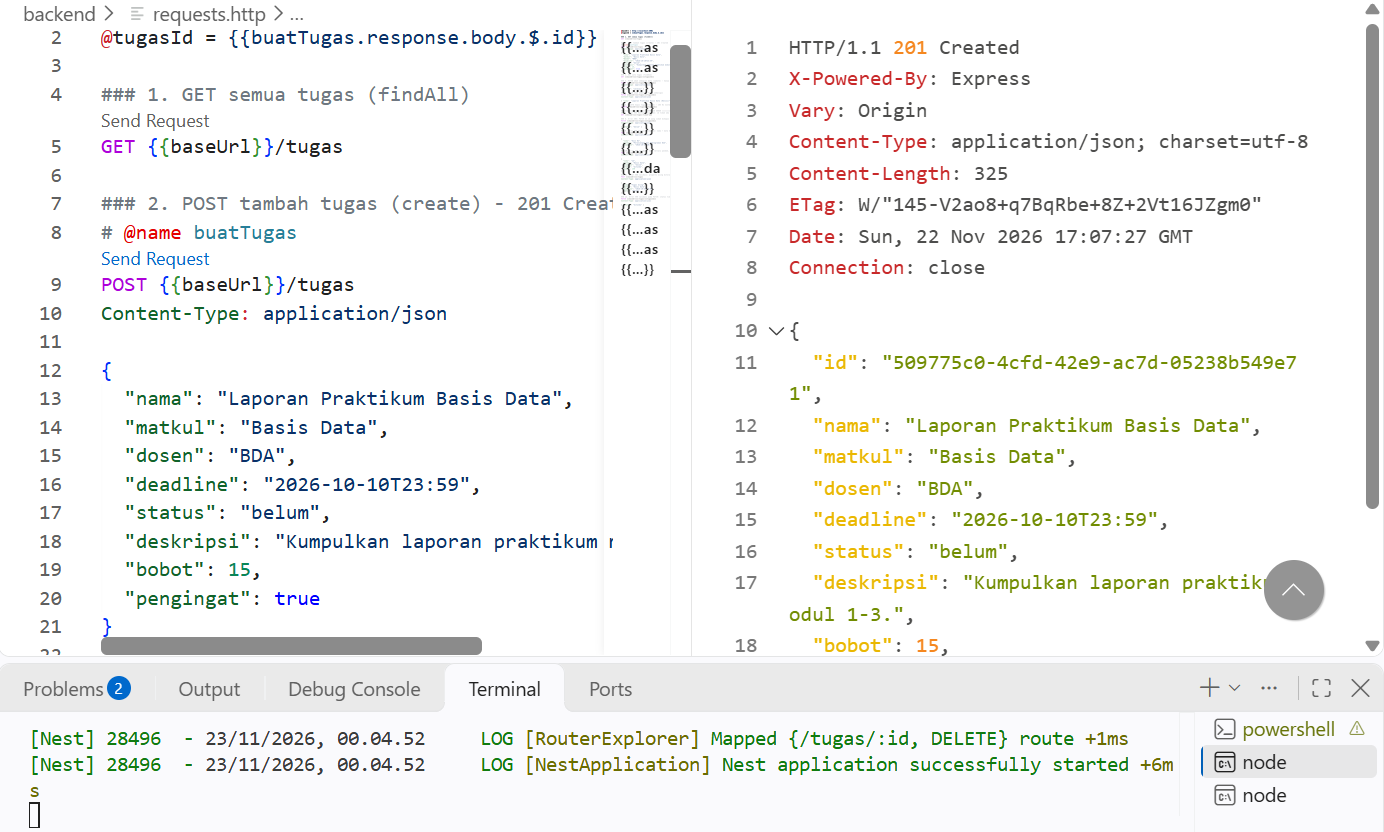 backend > requests.http > ...
2 @tugasId = {{buatTugas.response.body.$.id}}
3
4 ### 1. GET semua tugas (findAll)
Send Request
5 GET {{baseUrl}}/tugas
6
7 ### 2. POST tambah tugas (create) - 201 Creat
8 # @name buatTugas
Send Request
9 POST {{baseUrl}}/tugas
10 Content-Type: application/json
11
12 {
13 "nama": "Laporan Praktikum Basis Data",
14 "matkul": "Basis Data",
15 "dosen": "BDA",
16 "deadline": "2026-10-10T23:59",
17 "status": "belum",
18 "deskripsi": "Kumpulkan laporan praktikum
19 "bobot": 15,
20 "pengingat": true
21 }
{{...as
{{...as
{{...}}
{{...}}
{{...}}
{{...}}
{{...da
{{...}}
{{...as
{{...as
{{...as
{{...}}
1 HTTP/1.1 201 Created
2 X-Powered-By: Express
3 Vary: Origin
4 Content-Type: application/json; charset=utf-8
5 Content-Length: 325
6 ETag: W/"145-V2ao8+q7BqRbe+8Z+2Vt16JZgm0"
7 Date: Sun, 22 Nov 2026 17:07:27 GMT
8 Connection: close
9
10 {
11 "id": "509775c0-4cfd-42e9-ac7d-05238b549e7
1",
12 "nama": "Laporan Praktikum Basis Data",
13 "matkul": "Basis Data",
14 "dosen": "BDA",
15 "deadline": "2026-10-10T23:59",
16 "status": "belum",
17 "deskripsi": "Kumpulkan laporan praktik
odul 1-3.",
18 "bobot": 15,
Problems 2 Output Debug Console Terminal Ports
[Nest] 28496 - 23/11/2026, 00.04.52 LOG [RouterExplorer] Mapped {/tugas/:id, DELETE} route +1ms
[Nest] 28496 - 23/11/2026, 00.04.52 LOG [NestApplication] Nest application successfully started +6m
s
powershell
node
node